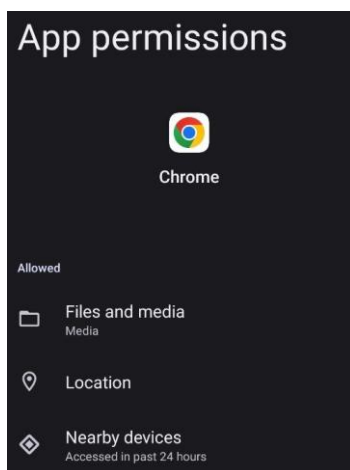 App permissions
Chrome
Allowed
Files and media
Media
Location
Nearby devices
Accessed in past 24 hours